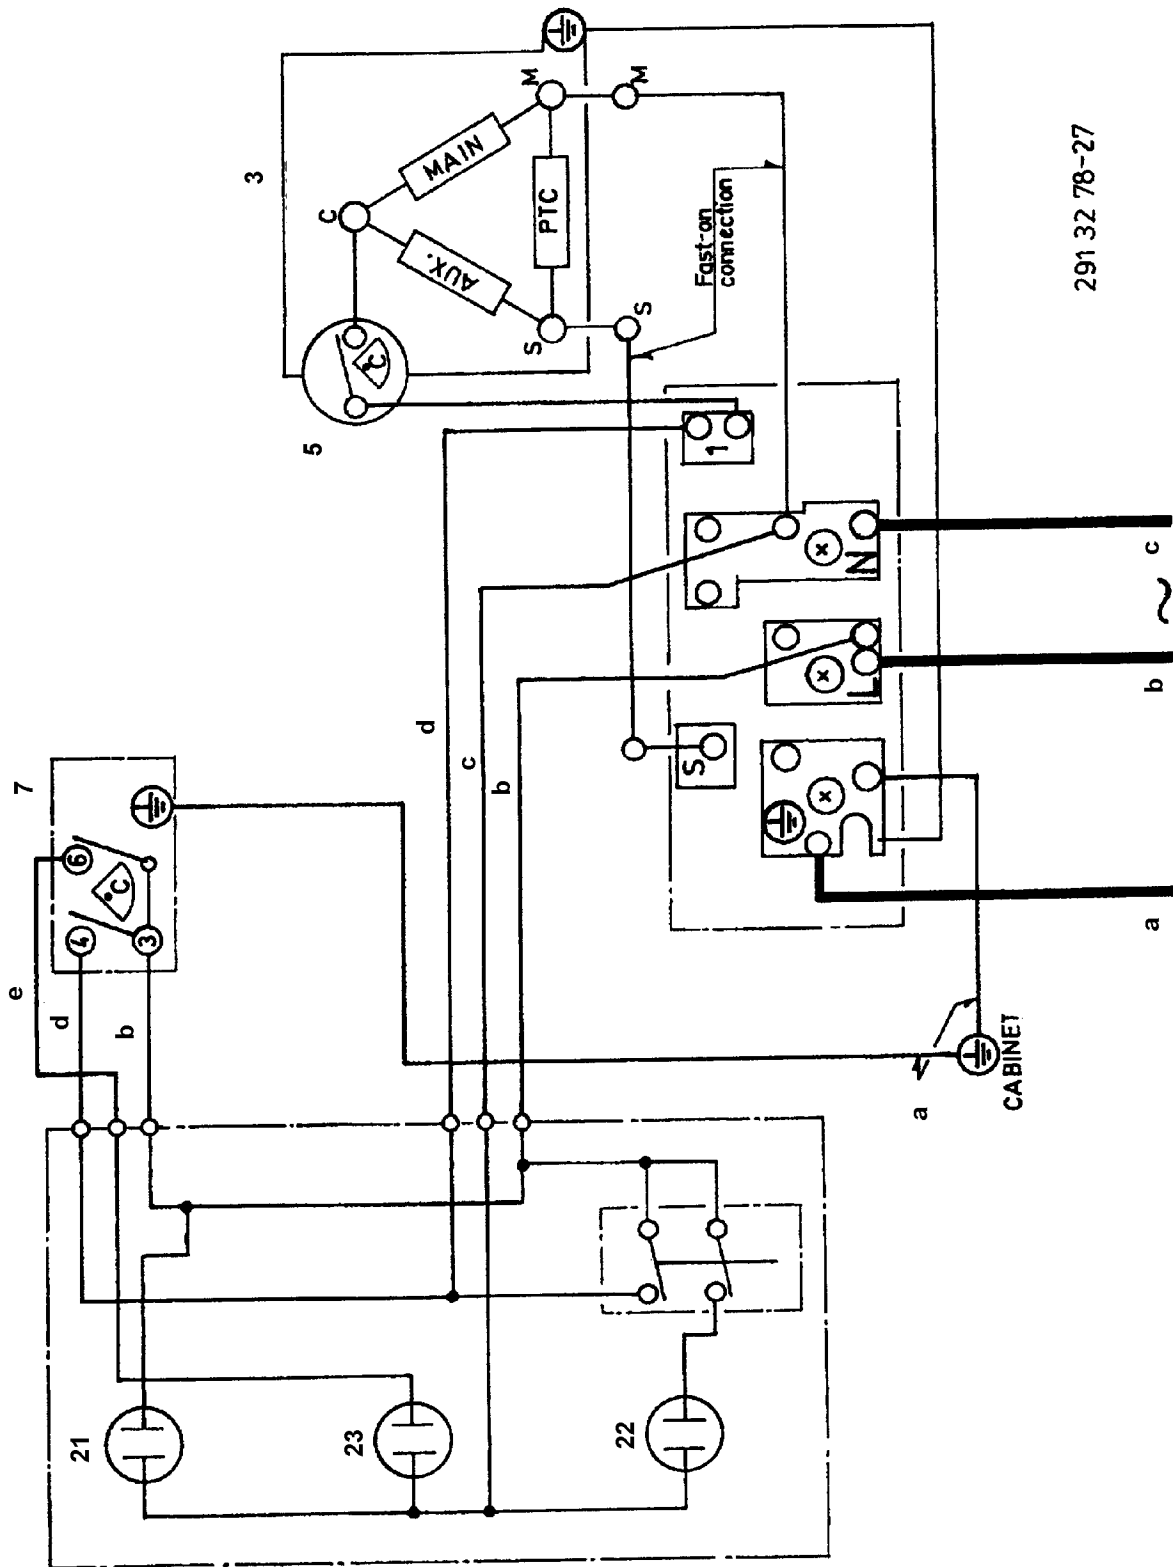 3
C
MAIN
M
M
AUX.
PTC
S
S
°C
5
Fast-on
connection
291 32 78-27
1
N
L
S
d
c
b
7
6
4
3
°C
e
d
b
c
~
b
a
a
CABINET
21
23
22